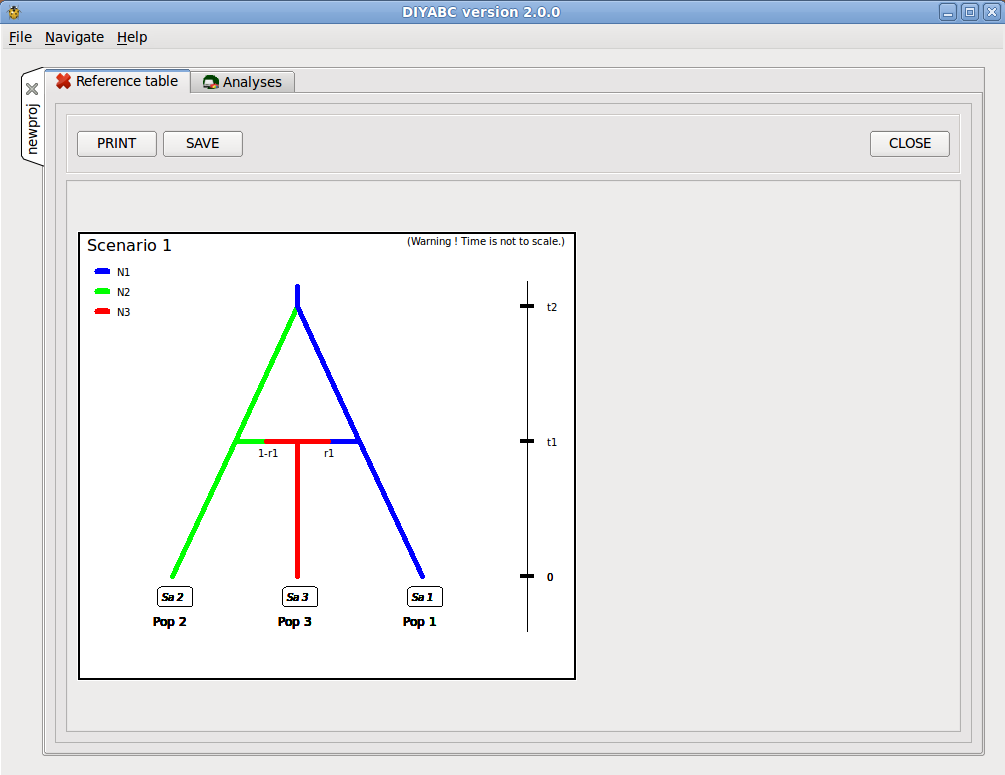 DIYABC version 2.0.0
File Navigate Help
newproj
Reference table Analyses
PRINT SAVE CLOSE
Scenario 1 (Warning ! Time is not to scale.)
N1
N2
N3
t2
t1
1-r1 r1
0
Sa 2 Sa 3 Sa 1
Pop 2 Pop 3 Pop 1